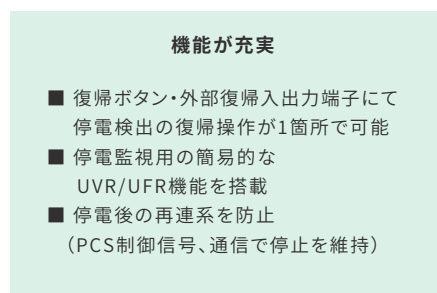 機能が充実
■ 復帰ボタン・外部復帰入出力端子にて
停電検出の復帰操作が1箇所で可能
■ 停電監視用の簡易的な
UVR/UFR機能を搭載
■ 停電後の再連系を防止
（PCS制御信号、通信で停止を維持）